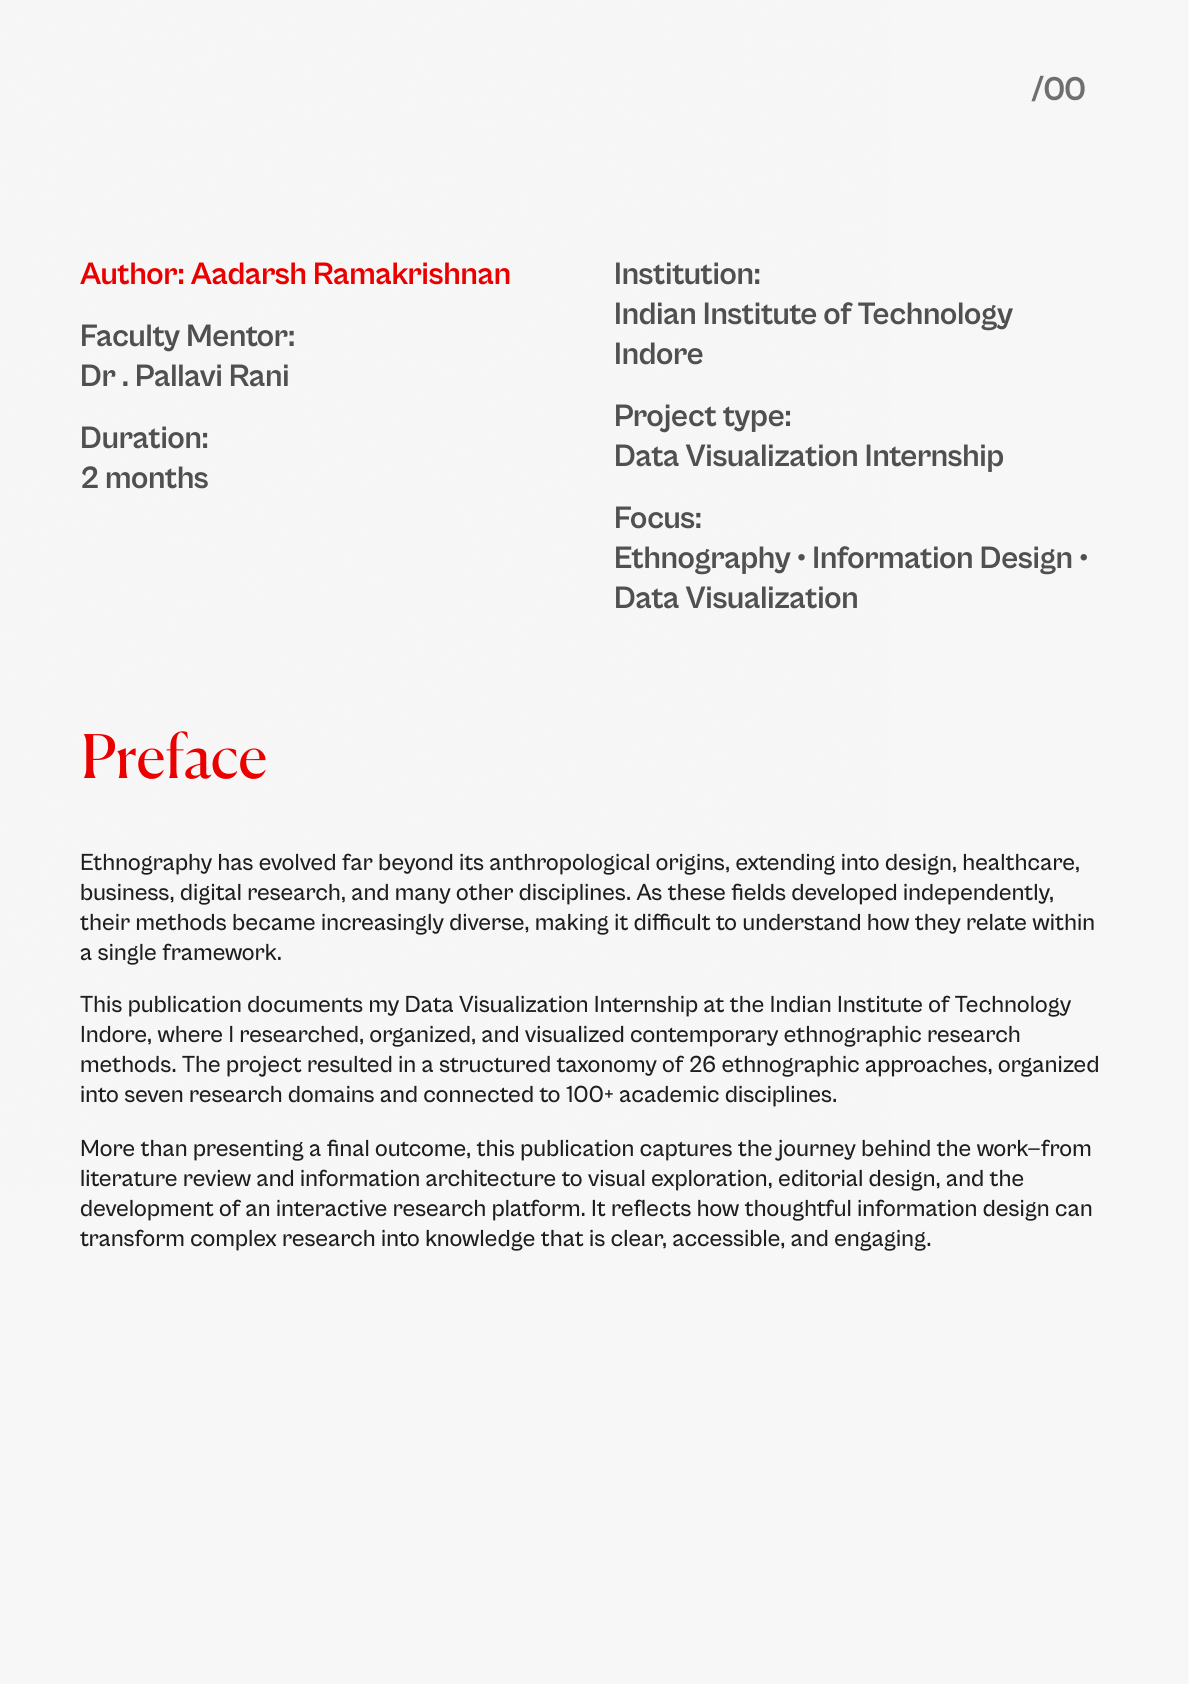 /00
Author: Aadarsh Ramakrishnan
Faculty Mentor:
Dr . Pallavi Rani
Duration:
2 months
Institution:
Indian Institute of Technology
Indore
Project type:
Data Visualization Internship
Focus:
Ethnography • Information Design •
Data Visualization
Preface
Ethnography has evolved far beyond its anthropological origins, extending into design, healthcare,
business, digital research, and many other disciplines. As these fields developed independently,
their methods became increasingly diverse, making it difficult to understand how they relate within
a single framework.
This publication documents my Data Visualization Internship at the Indian Institute of Technology
Indore, where I researched, organized, and visualized contemporary ethnographic research
methods. The project resulted in a structured taxonomy of 26 ethnographic approaches, organized
into seven research domains and connected to 100+ academic disciplines.
More than presenting a final outcome, this publication captures the journey behind the work—from
literature review and information architecture to visual exploration, editorial design, and the
development of an interactive research platform. It reflects how thoughtful information design can
transform complex research into knowledge that is clear, accessible, and engaging.